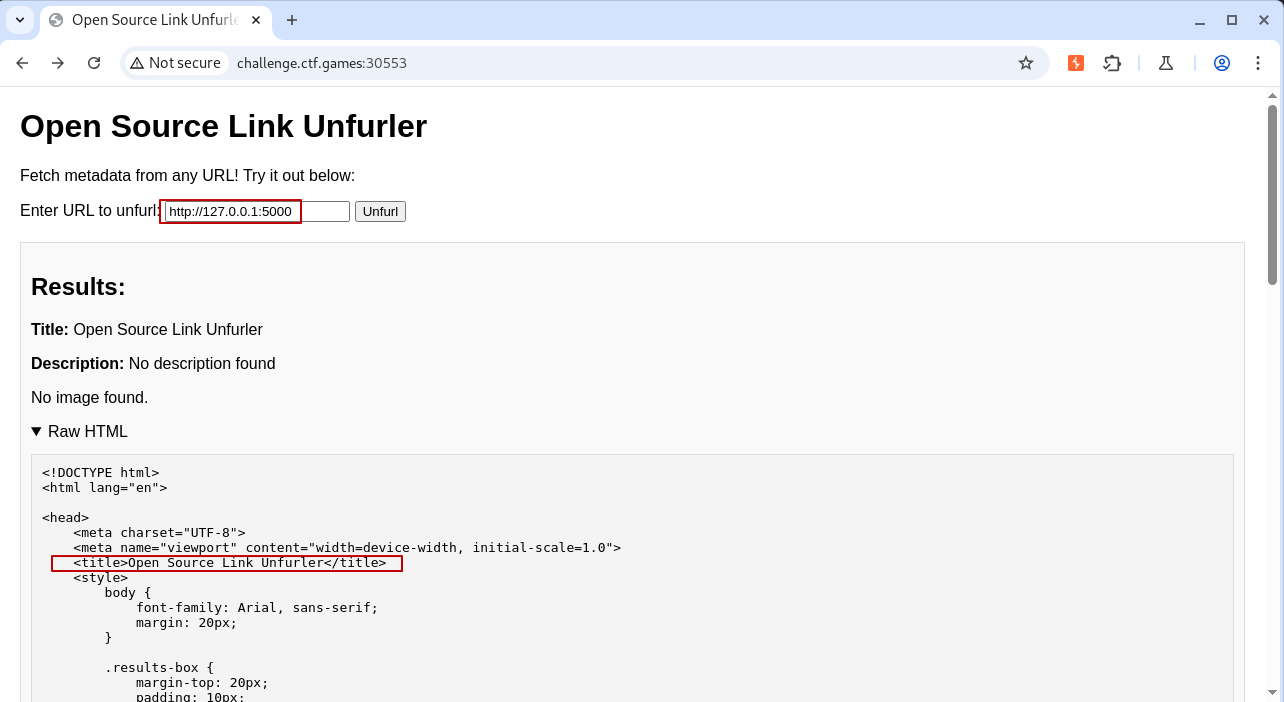 Open Source Link Unfurle
Not secure challenge.ctf.games:30553
Open Source Link Unfurler
Fetch metadata from any URL! Try it out below:
Enter URL to unfurl: http://127.0.0.1:5000 Unfurl
Results:
Title: Open Source Link Unfurler
Description: No description found
No image found.
▼ Raw HTML
<!DOCTYPE html>
<html lang="en">
<head>
    <meta charset="UTF-8">
    <meta name="viewport" content="width=device-width, initial-scale=1.0">
    <title>Open Source Link Unfurler</title>
    <style>
        body {
            font-family: Arial, sans-serif;
            margin: 20px;
        }
        .results-box {
            margin-top: 20px;
            padding: 10px;